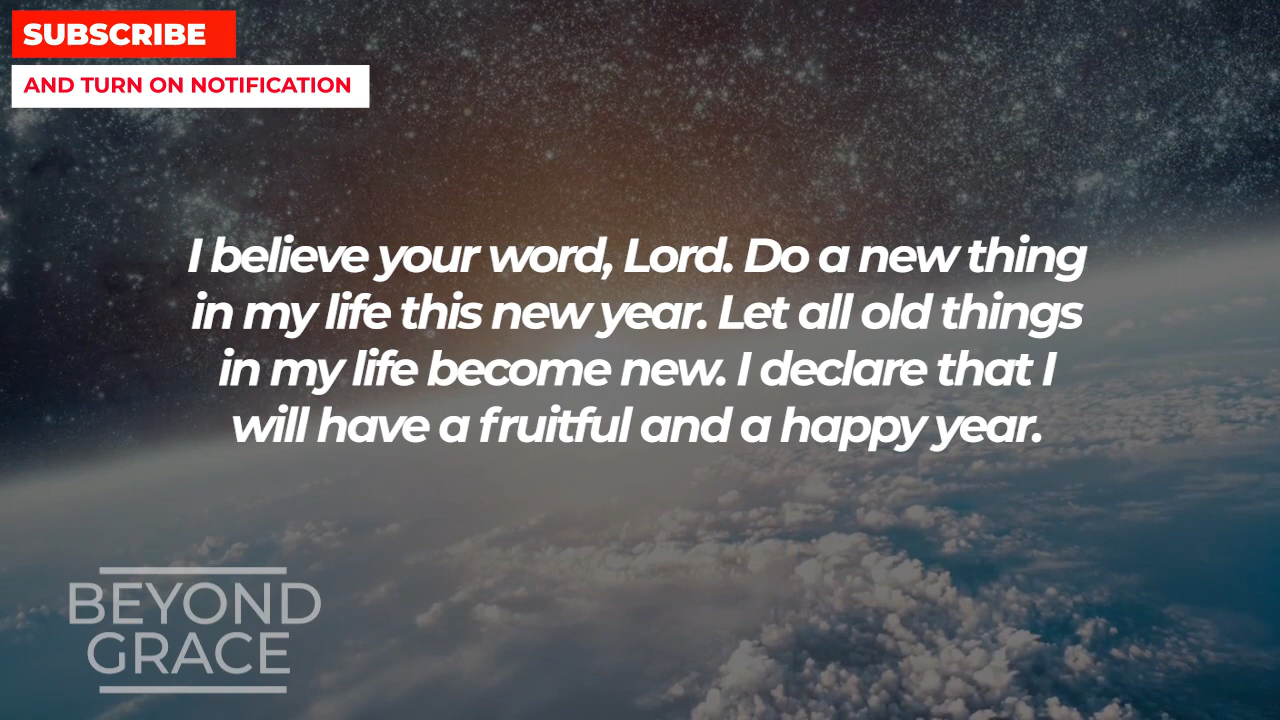 SUBSCRIBE
AND TURN ON NOTIFICATION
I believe your word, Lord. Do a new thing
in my life this new year. Let all old things
in my life become new. I declare that I
will have a fruitful and a happy year.
BEYOND
GRACE